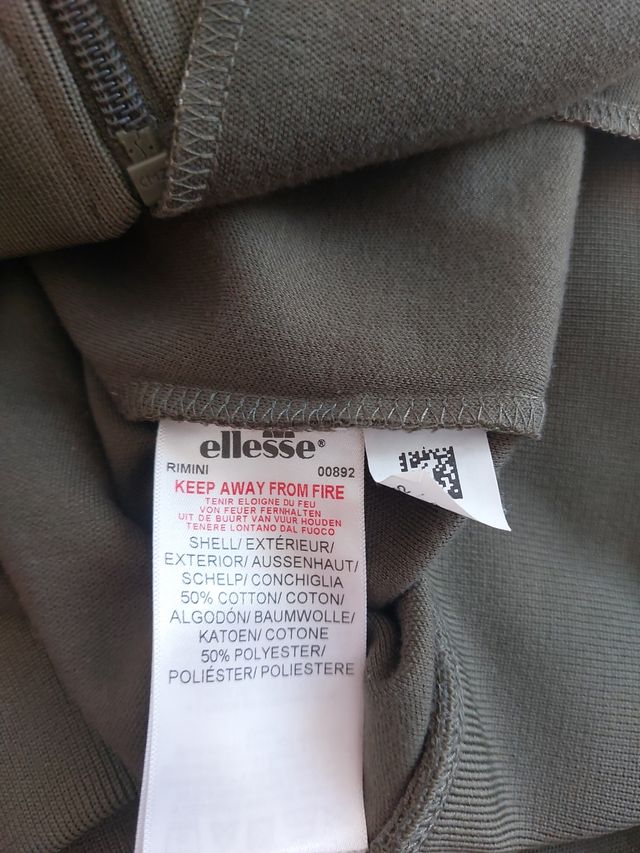 ellesse®
RIMINI 00892
KEEP AWAY FROM FIRE
TENIR ELOIGNE DU FEU
VON FEUER FERNHALTEN
UIT DE BUURT VAN VUUR HOUDEN
TENERE LONTANO DAL FUOCO
SHELL/ EXTÉRIEUR/
EXTERIOR/ AUSSENHAUT/
SCHELP/ CONCHIGLIA
50% COTTON/ COTON/
ALGODÓN/ BAUMWOLLE/
KATOEN/ COTONE
50% POLYESTER/
POLIÉSTER/ POLIESTERE